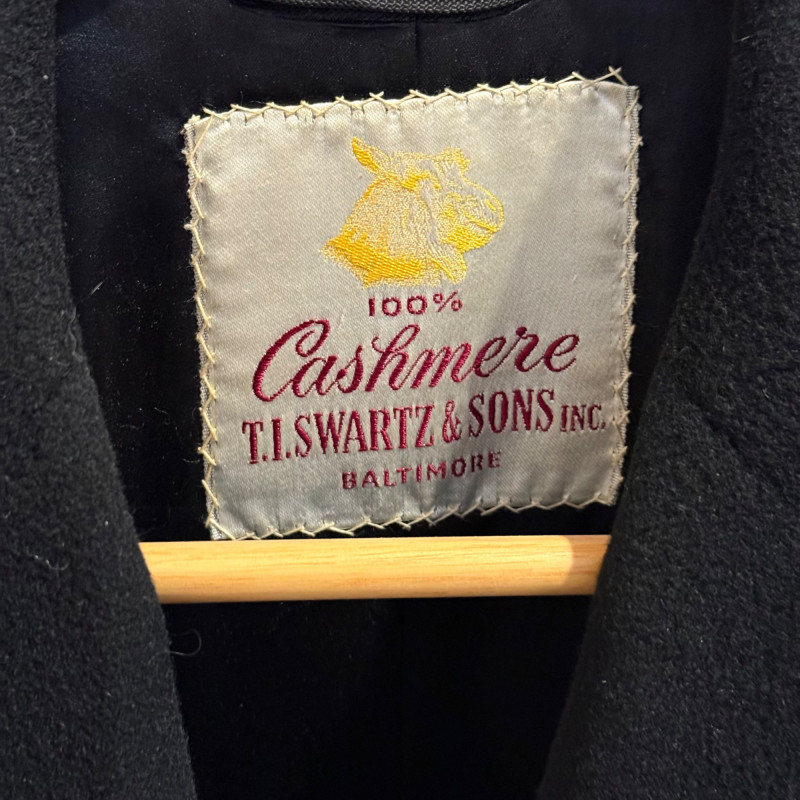 100%
Cashmere
T.I.SWARTZ & SONS INC.
BALTIMORE